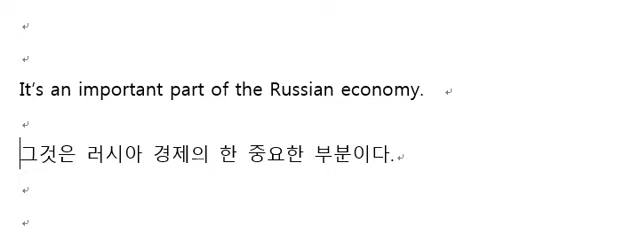 It's an important part of the Russian economy.
그것은 러시아 경제의 한 중요한 부분이다.